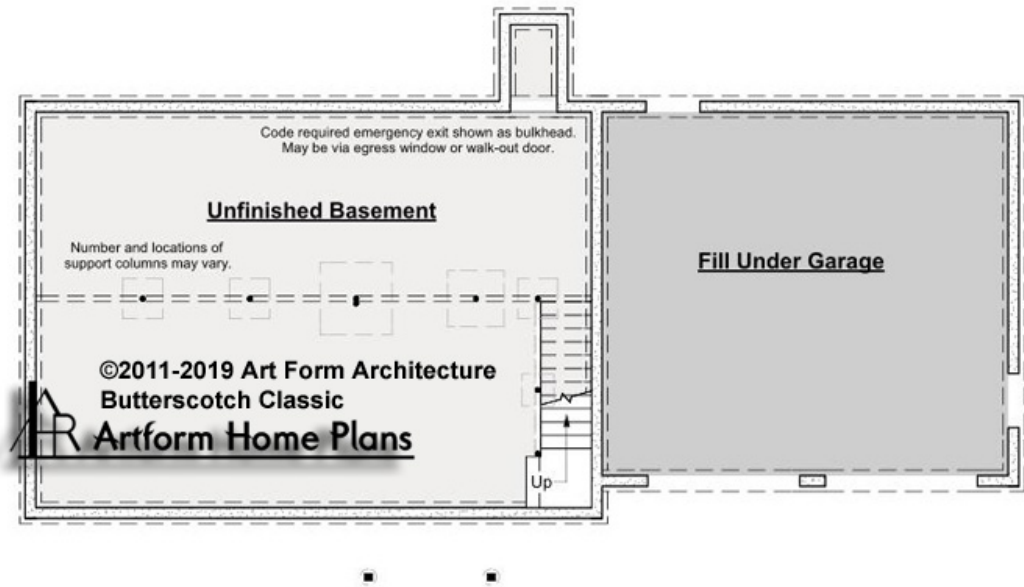 Code required emergency exit shown as bulkhead.
May be via egress window or walk-out door.
Unfinished Basement
Number and locations of
support columns may vary.
Fill Under Garage
©2011-2019 Art Form Architecture
Butterscotch Classic
Artform Home Plans
Up